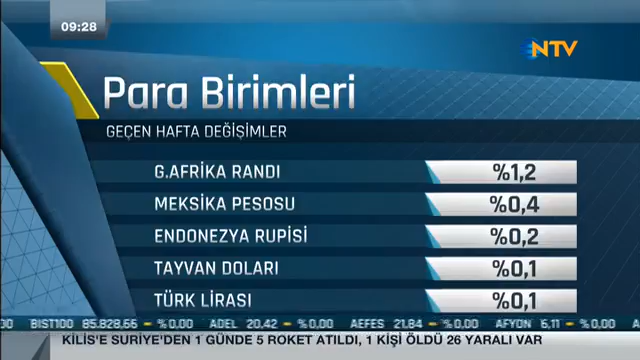 09:28
NTV
Para Birimleri
GEÇEN HAFTA DEĞİŞİMLER
G.AFRİKA RANDI %1,2
MEKSİKA PESOSU %0,4
ENDONEZYA RUPİSİ %0,2
TAYVAN DOLARI %0,1
TÜRK LİRASI %0,1
00 BIST100 85.828,66 - %0,00 ADEL 20,42 - %0,00 AEFES 21,84 - %0,00 AFYON 6,11 - %0,00
KİLİS'E SURİYE'DEN 1 GÜNDE 5 ROKET ATILDI, 1 KİŞİ ÖLDÜ 26 YARALI VAR